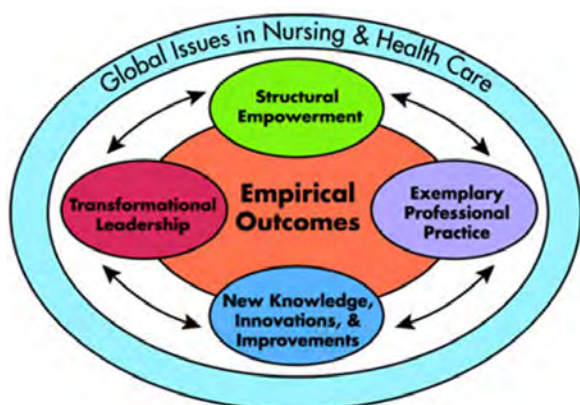 Global Issues in Nursing & Health Care
Structural
Empowerment
Transformational
Leadership
Empirical
Outcomes
Exemplary
Professional
Practice
New Knowledge,
Innovations, &
Improvements